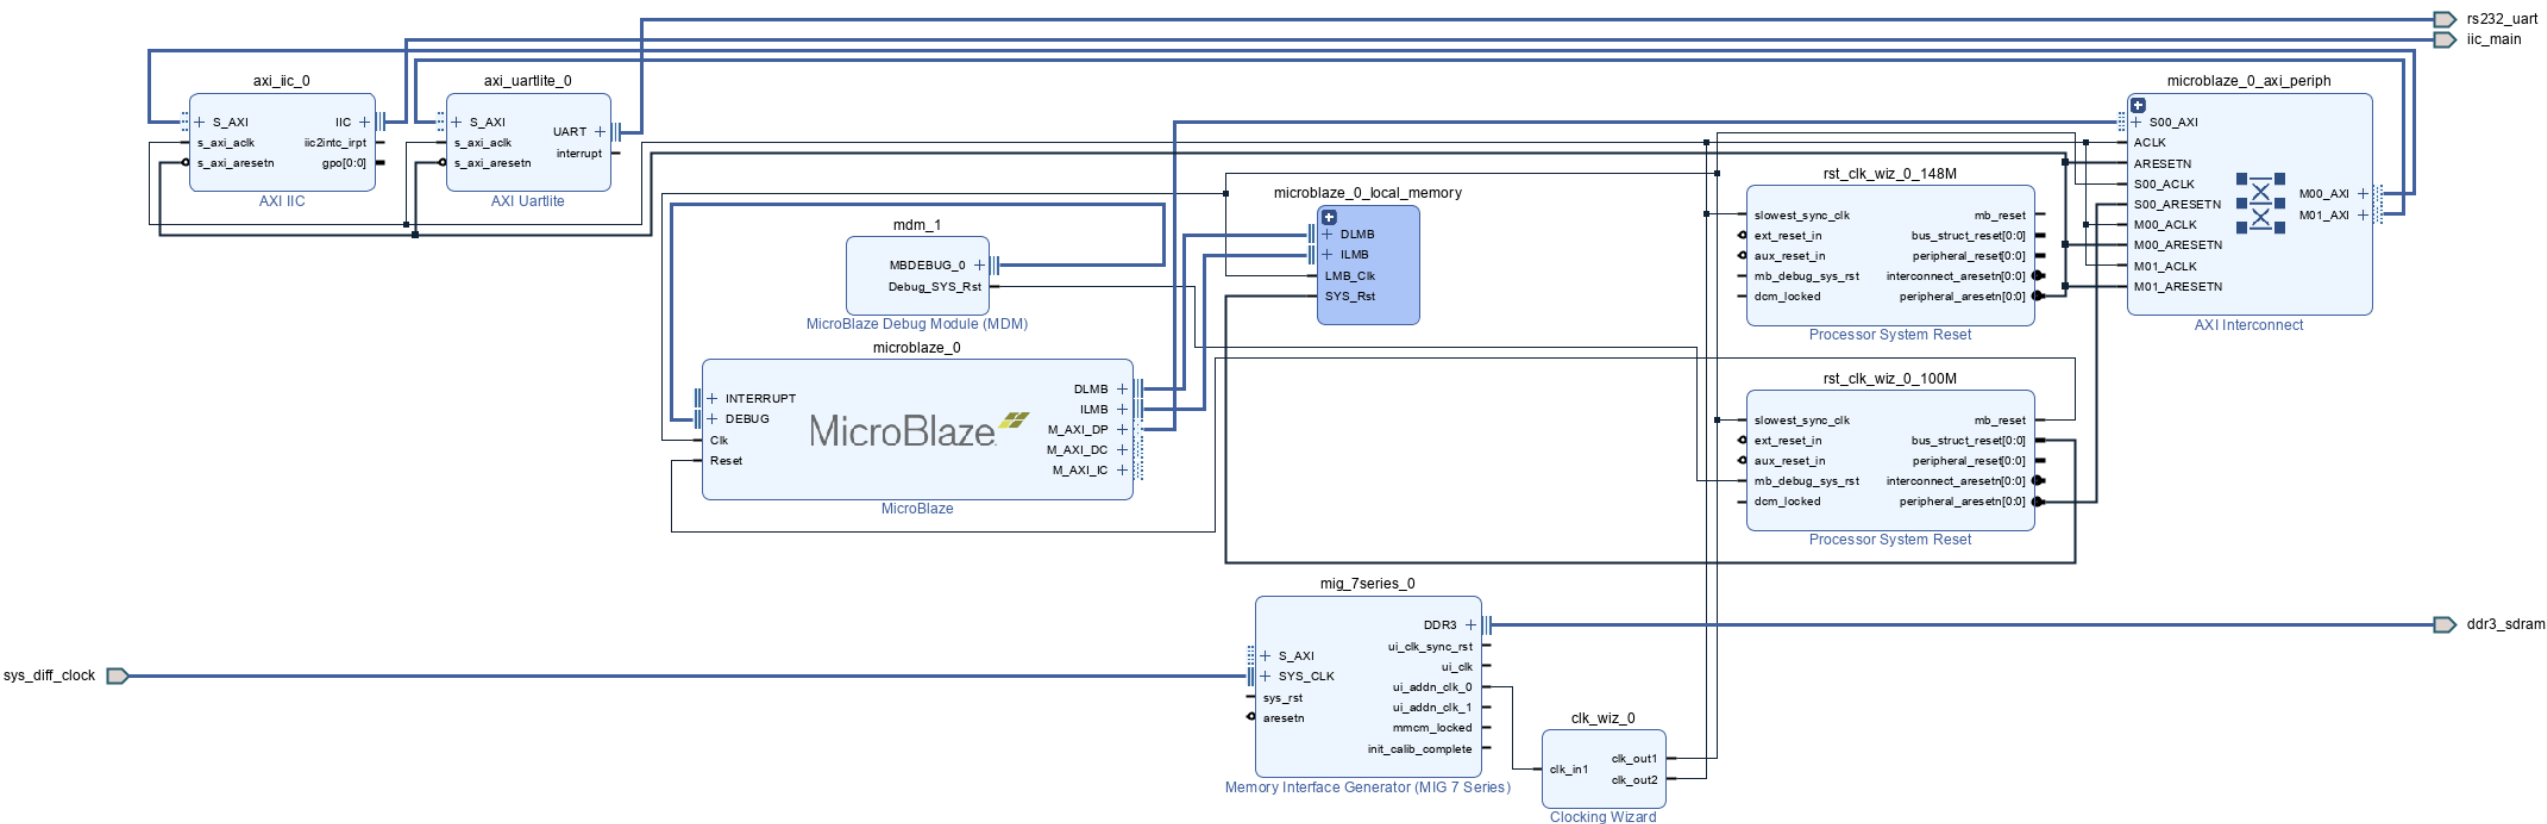 rs232_uart
iic_main
axi_iic_0
S_AXI
s_axi_aclk
s_axi_aresetn
IIC
iic2intc_irpt
gpo[0:0]
AXI IIC
axi_uartlite_0
S_AXI
s_axi_aclk
s_axi_aresetn
UART
interrupt
AXI Uartlite
microblaze_0_axi_periph
S00_AXI
ACLK
ARESETN
S00_ACLK
S00_ARESETN
M00_ACLK
M00_ARESETN
M01_ACLK
M01_ARESETN
M00_AXI
M01_AXI
AXI Interconnect
rst_clk_wiz_0_148M
slowest_sync_clk
ext_reset_in
aux_reset_in
mb_debug_sys_rst
dcm_locked
mb_reset
bus_struct_reset[0:0]
peripheral_reset[0:0]
interconnect_aresetn[0:0]
peripheral_aresetn[0:0]
Processor System Reset
microblaze_0_local_memory
DLMB
ILMB
LMB_Clk
SYS_Rst
mdm_1
MBDEBUG_0
Debug_SYS_Rst
MicroBlaze Debug Module (MDM)
microblaze_0
INTERRUPT
DEBUG
Clk
Reset
MicroBlaze
DLMB
ILMB
M_AXI_DP
M_AXI_DC
M_AXI_IC
MicroBlaze
rst_clk_wiz_0_100M
slowest_sync_clk
ext_reset_in
aux_reset_in
mb_debug_sys_rst
dcm_locked
mb_reset
bus_struct_reset[0:0]
peripheral_reset[0:0]
interconnect_aresetn[0:0]
peripheral_aresetn[0:0]
Processor System Reset
sys_diff_clock
mig_7series_0
S_AXI
SYS_CLK
sys_rst
aresetn
DDR3
ui_clk_sync_rst
ui_clk
ui_addn_clk_0
ui_addn_clk_1
mmcm_locked
init_calib_complete
Memory Interface Generator (MIG 7 Series)
ddr3_sdram
clk_wiz_0
clk_in1
clk_out1
clk_out2
Clocking Wizard